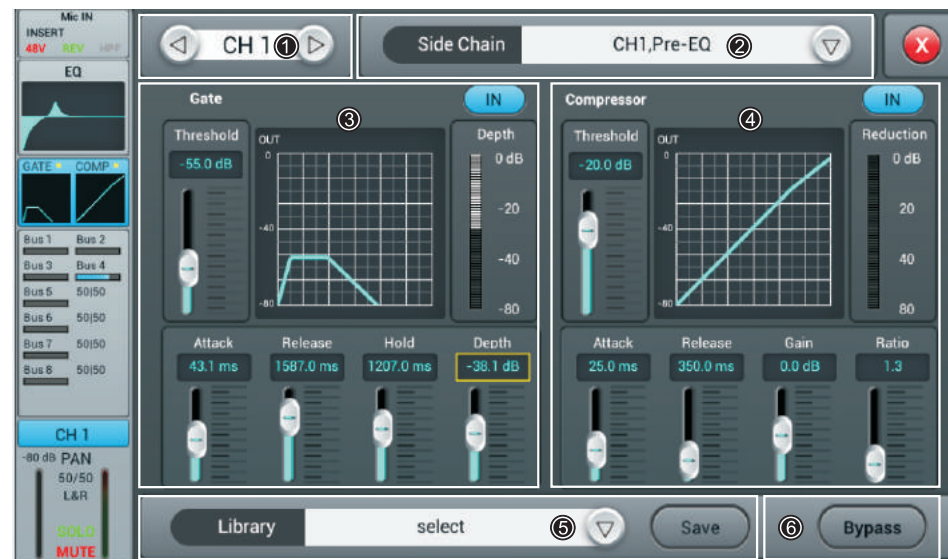 Mic IN
INSERT
48V REV HPF
EQ
GATE COMP
Bus 1 Bus 2
Bus 3 Bus 4
Bus 5 50|50
Bus 6 50|50
Bus 7 50|50
Bus 8 50|50
CH 1
-80 dB PAN
50/50
L&R
SOLO
MUTE
CH 1 ①
Side Chain CH1,Pre-EQ ②
X
Gate ③ IN
Threshold
-55.0 dB
OUT
0
-40
-80
Depth
0 dB
-20
-40
-80
Attack Release Hold Depth
43.1 ms 1587.0 ms 1207.0 ms -38.1 dB
Compressor ④ IN
Threshold
-20.0 dB
OUT
0
-40
-80
Reduction
0 dB
20
40
80
Attack Release Gain Ratio
25.0 ms 350.0 ms 0.0 dB 1.3
Library select ⑤ Save
⑥ Bypass